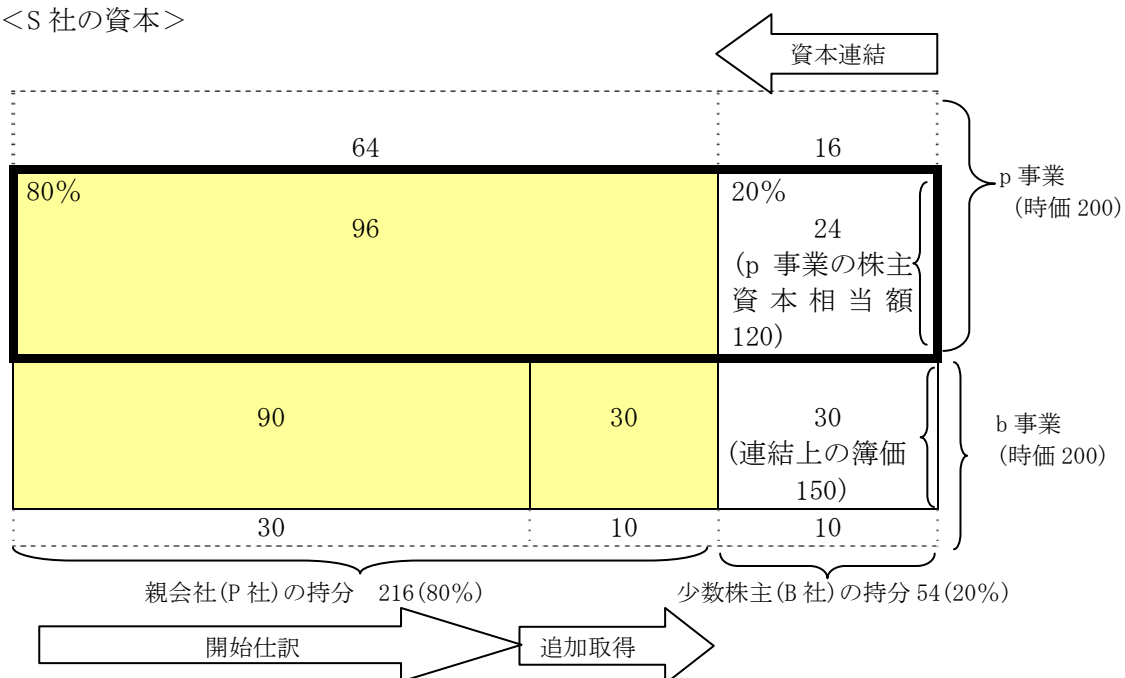 <S 社の資本>
資本連結
64
16
80%
96
20%
24
(p 事業の株主
資本相当額
120)
p 事業
(時価 200)
90
30
30
(連結上の簿価
150)
b 事業
(時価 200)
30
10
10
親会社(P 社)の持分 216(80%)
少数株主(B 社)の持分 54(20%)
開始仕訳
追加取得